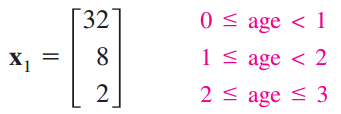 32 0 ≤ age < 1
x₁ = 8 1 ≤ age < 2
2 2 ≤ age ≤ 3